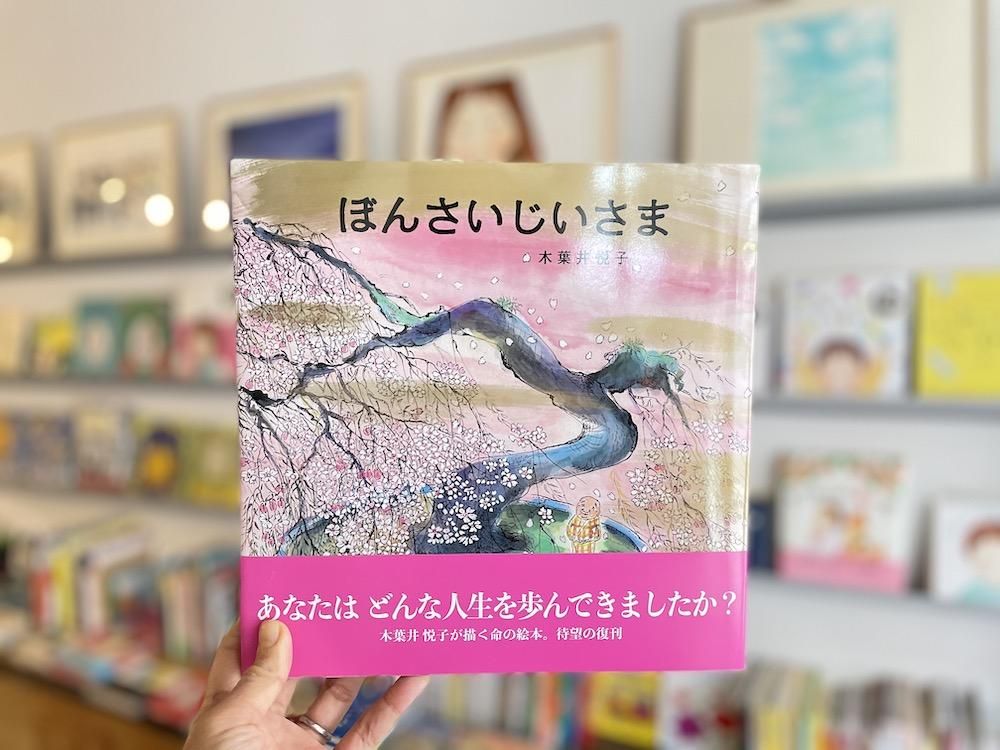 ぼんさいじいさま
木葉井悦子
あなたは どんな人生を歩んできましたか?
木葉井 悦子が描く命の絵本。待望の復刊